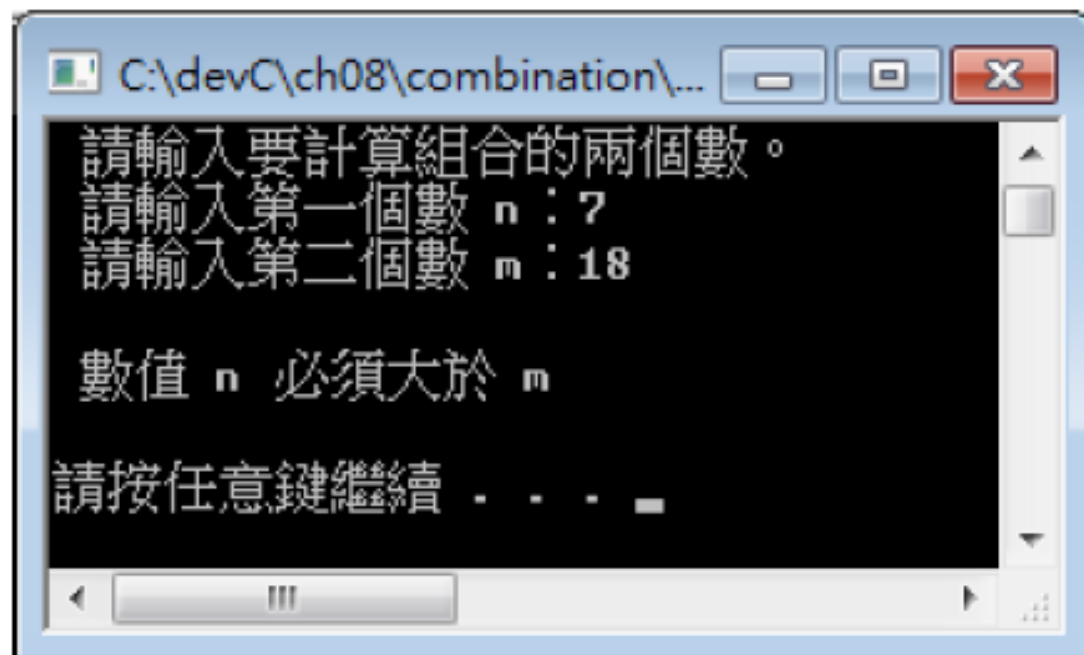 C:\devC\ch08\combination\...
請輸入要計算組合的兩個數。
請輸入第一個數 n：7
請輸入第二個數 m：18
數值 n 必須大於 m
請按任意鍵繼續 . . .